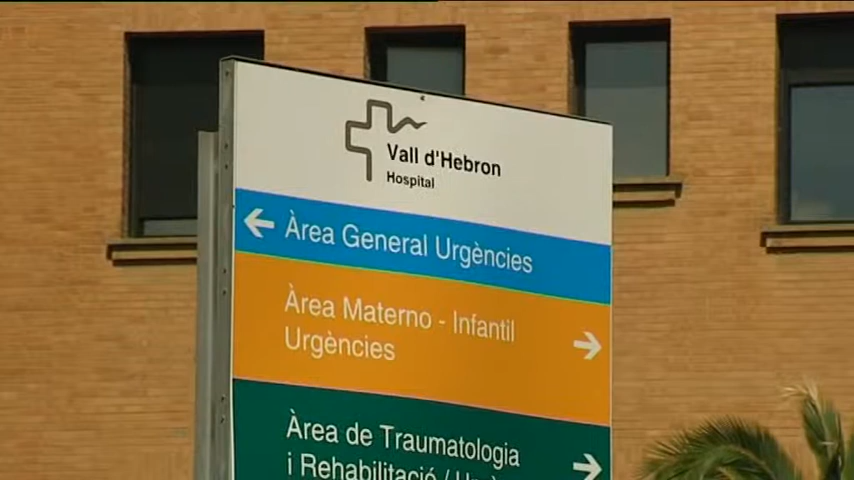 Vall d'Hebron
Hospital
Àrea General Urgències
Àrea Materno - Infantil
Urgències
Àrea de Traumatologia
i Rehabilitació /